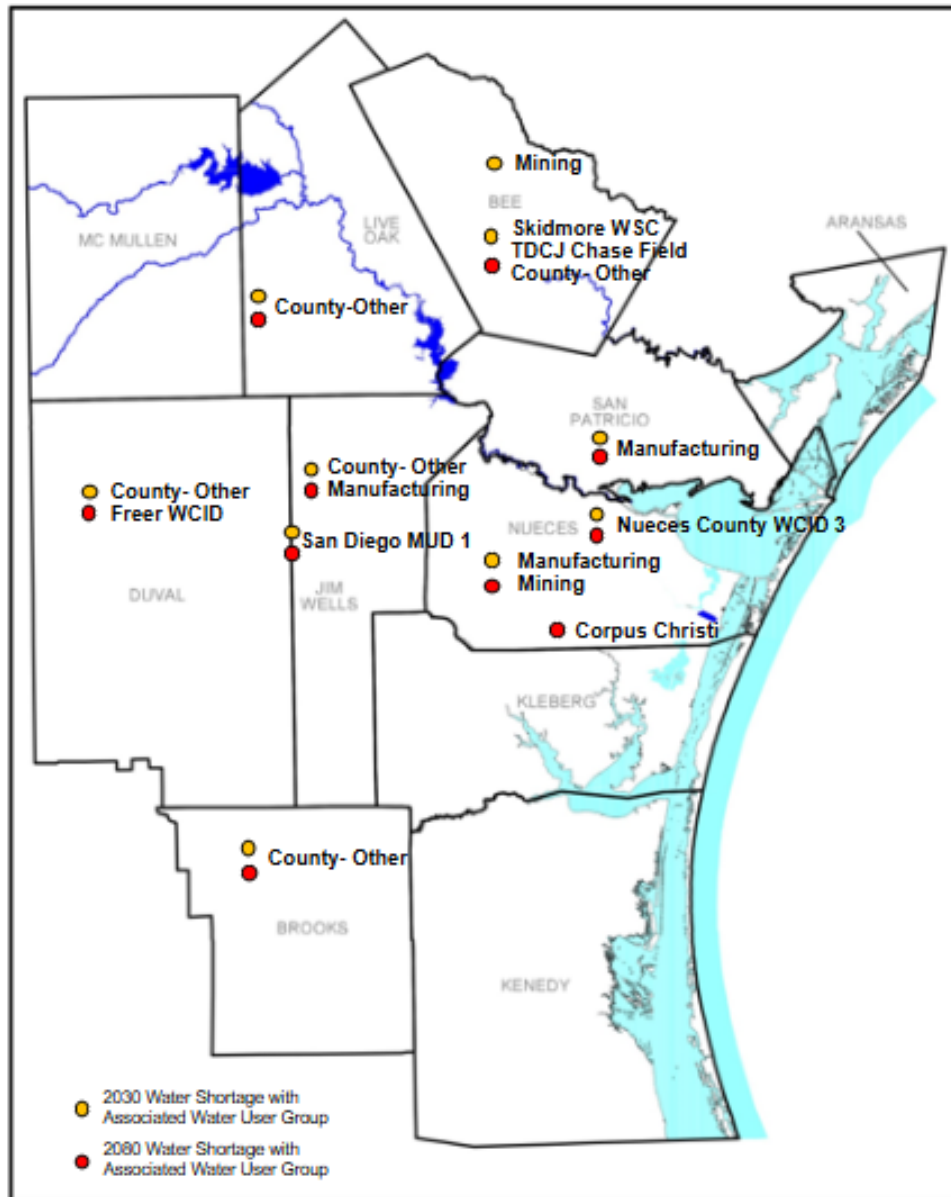 Mining
BEE
ARANSAS
Skidmore WSC
TDCJ Chase Field
County- Other
LIVE
OAK
MC MULLEN
County-Other
SAN
PATRICIO
Manufacturing
County- Other
Manufacturing
County- Other
Freer WCID
NUECES
Nueces County WCID 3
San Diego MUD 1
Manufacturing
Mining
DUVAL
JIM
WELLS
Corpus Christi
KLEBERG
County- Other
BROOKS
KENEDY
2030 Water Shortage with
Associated Water User Group
2080 Water Shortage with
Associated Water User Group